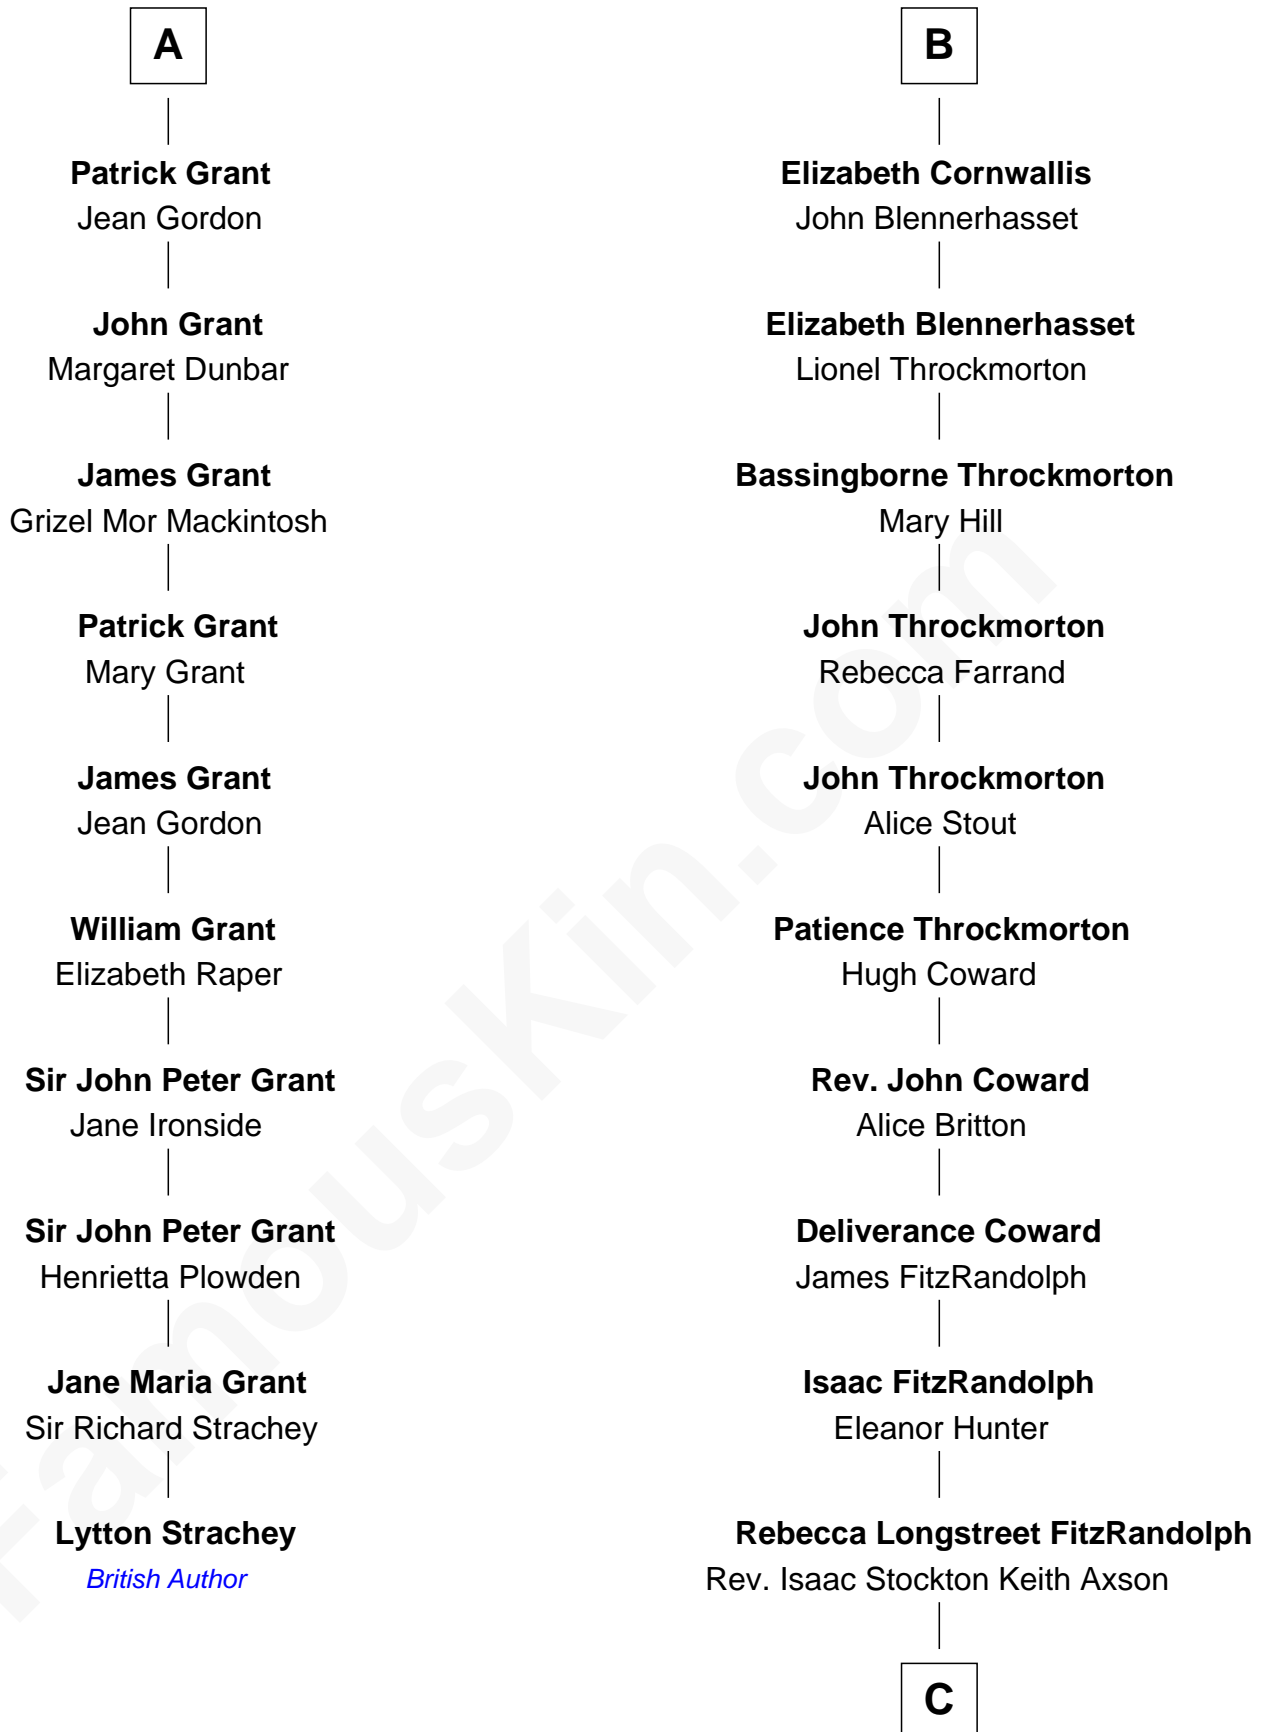 A
Patrick Grant
Jean Gordon
John Grant
Margaret Dunbar
James Grant
Grizel Mor Mackintosh
Patrick Grant
Mary Grant
James Grant
Jean Gordon
William Grant
Elizabeth Raper
Sir John Peter Grant
Jane Ironside
Sir John Peter Grant
Henrietta Plowden
Jane Maria Grant
Sir Richard Strachey
Lytton Strachey
British Author
B
Elizabeth Cornwallis
John Blennerhasset
Elizabeth Blennerhasset
Lionel Throckmorton
Bassingborne Throckmorton
Mary Hill
John Throckmorton
Rebecca Farrand
John Throckmorton
Alice Stout
Patience Throckmorton
Hugh Coward
Rev. John Coward
Alice Britton
Deliverance Coward
James FitzRandolph
Isaac FitzRandolph
Eleanor Hunter
Rebecca Longstreet FitzRandolph
Rev. Isaac Stockton Keith Axson
C
FamousKin.com